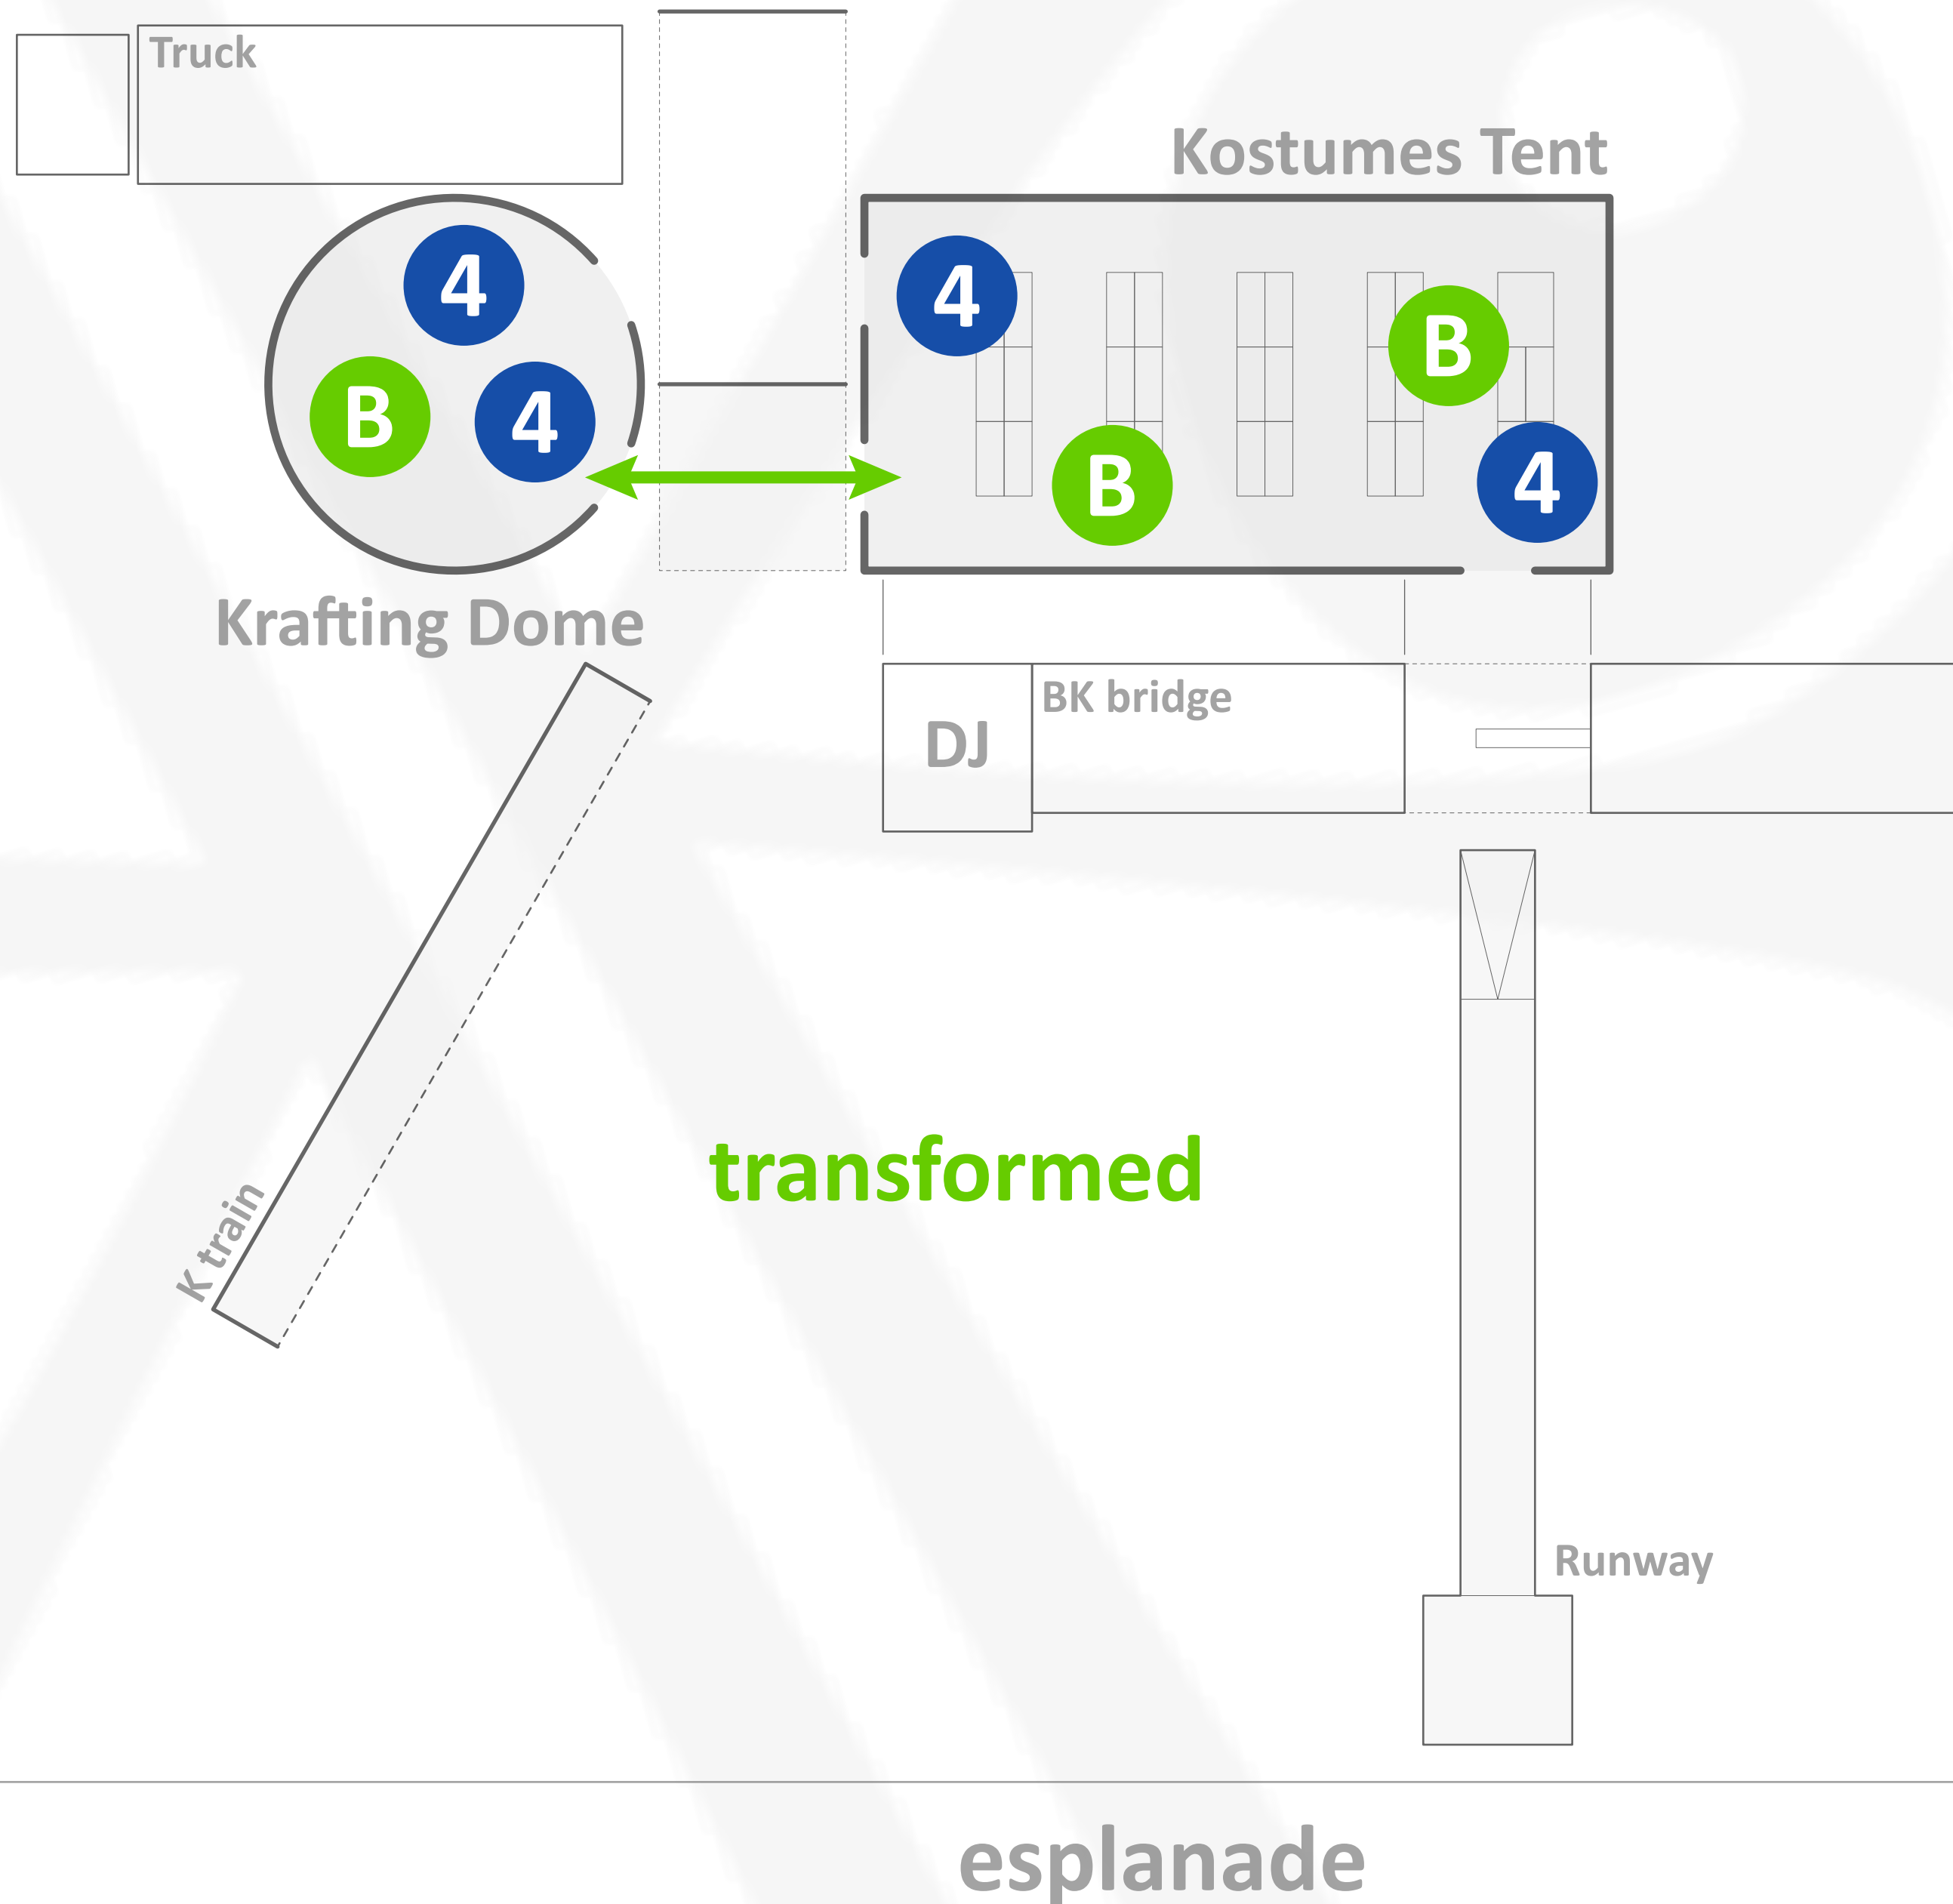 Truck
Kostumes Tent
4
4
B
B
4
B
4
Krafting Dome
BK bridge
DJ
transformed
K train
Runway
esplanade